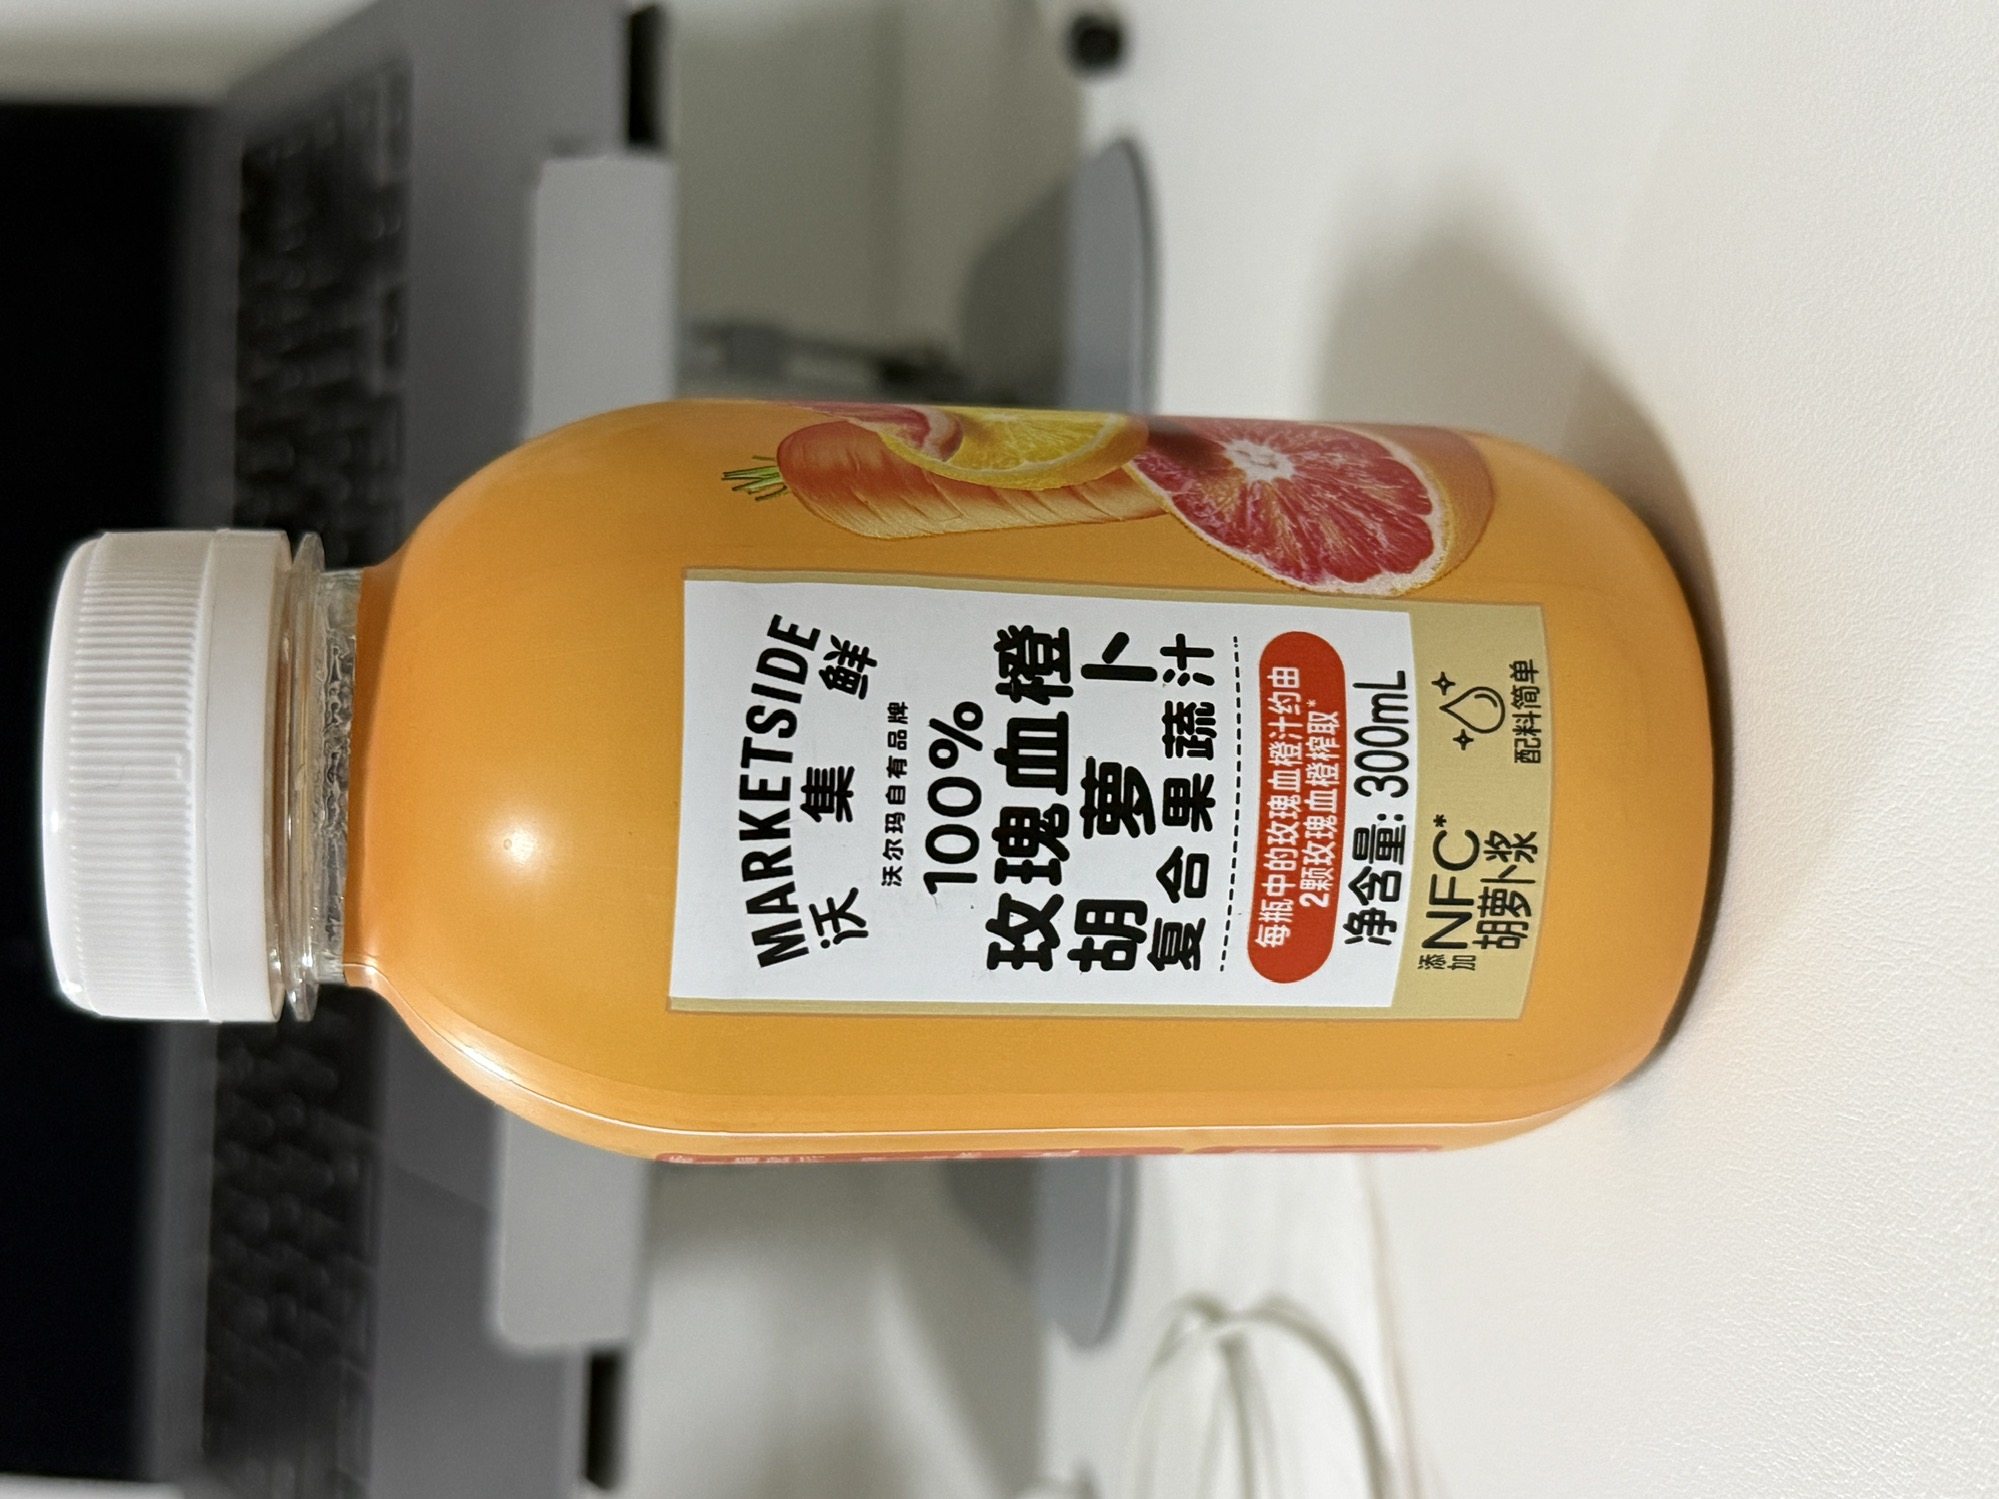 MARKETSIDE
沃集鲜
沃尔玛自有品牌
100%
玫瑰血橙
胡萝卜
复合果蔬汁
每瓶中的玫瑰血橙汁约由
2颗玫瑰血橙榨取*
净含量: 300mL
添加
NFC*
胡萝卜浆
配料简单